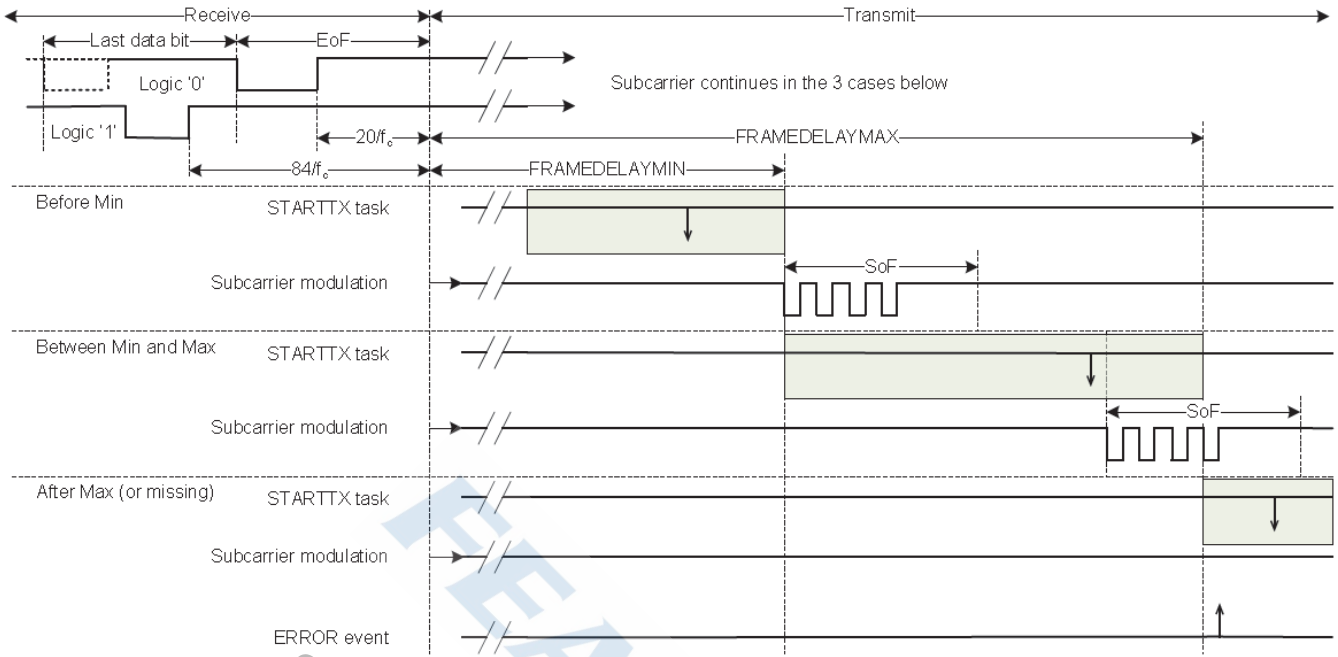 Receive Transmit
Last data bit EoF
Logic '0' Subcarrier continues in the 3 cases below
Logic '1' 20/fc FRAMEDELAYMAX
84/fc FRAMEDELAYMIN
Before Min STARTTX task
SoF
Subcarrier modulation
Between Min and Max STARTTX task
SoF
Subcarrier modulation
After Max (or missing) STARTTX task
Subcarrier modulation
ERROR event
FEA